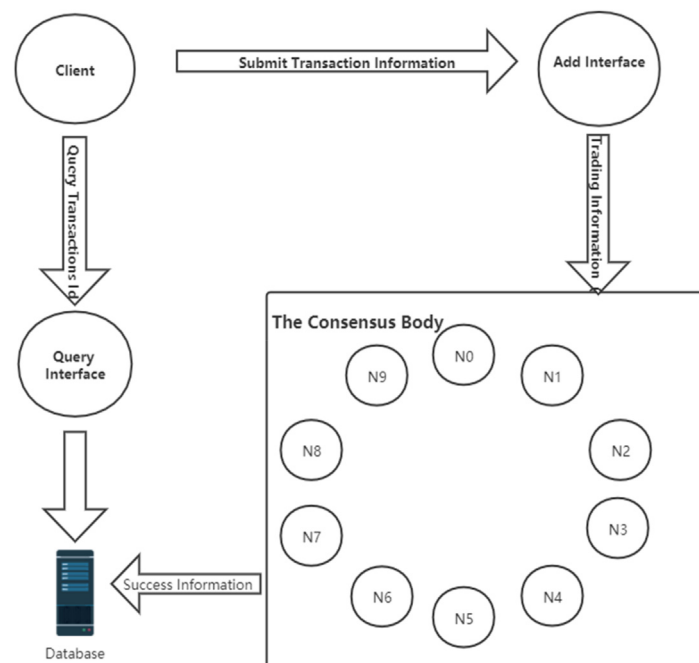 Client
Submit Transaction Information
Add Interface
Query Transactions Id
Trading Information
The Consensus Body
Query
Interface
N0
N9
N1
N8
N2
N7
N3
N6
N4
N5
Success Information
Database